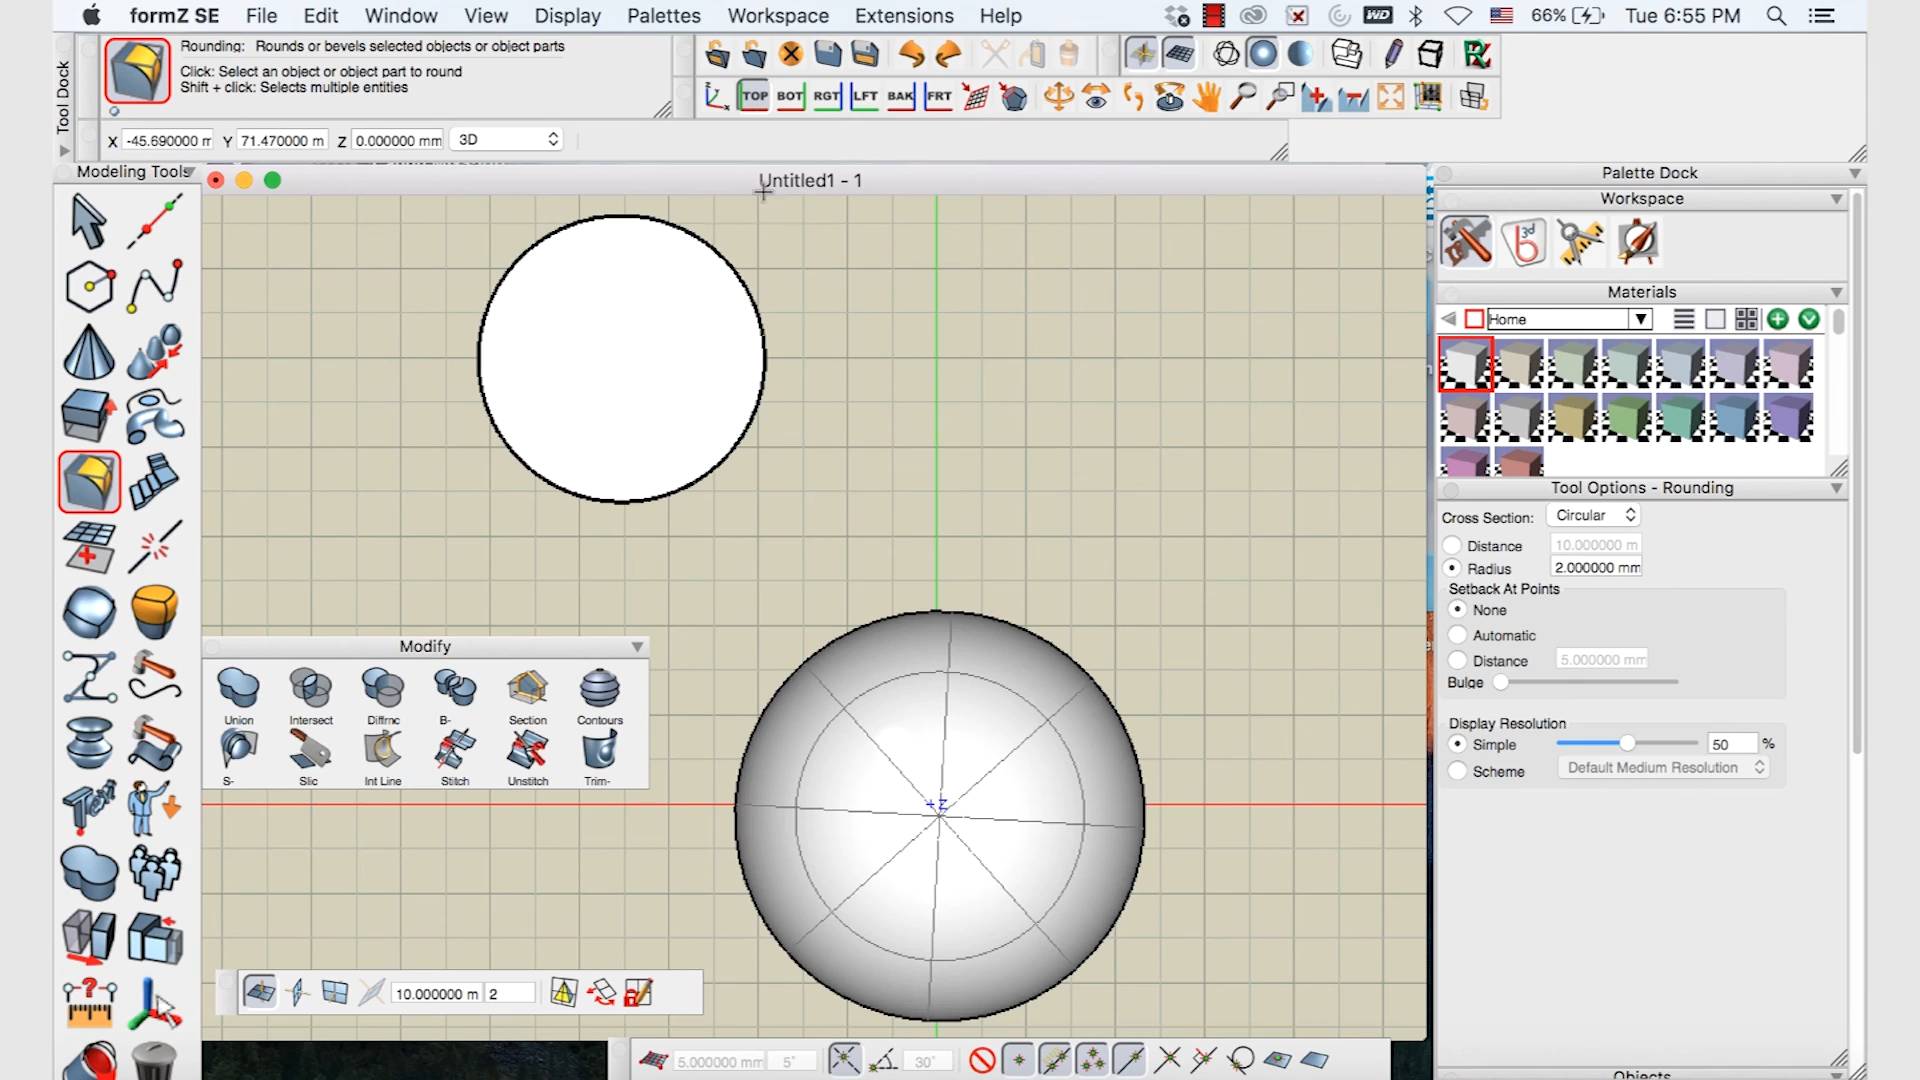 formZ SE File Edit Window View Display Palettes Workspace Extensions Help WD 66% Tue 6:55 PM
Tool Dock
Rounding: Rounds or bevels selected objects or object parts
Click: Select an object or object part to round
Shift + click: Selects multiple entities
TOP BOT RGT LFT BAK FRT
X -45.690000 m Y 71.470000 m Z 0.000000 mm 3D
Modeling Tools
Untitled1 - 1
Palette Dock
Workspace
3d
Materials
Home
Tool Options - Rounding
Cross Section: Circular
Distance 10.000000 m
Radius 2.000000 mm
Setback At Points
None
Automatic
Distance 5.000000 mm
Bulge
Display Resolution
Simple 50 %
Scheme Default Medium Resolution
Modify
Union Intersect Diffrnc B- Section Contours
S- Slic Int Line Stitch Unstitch Trim-
+Z
10.000000 m 2
5.000000 mm 5° 30°
Objects